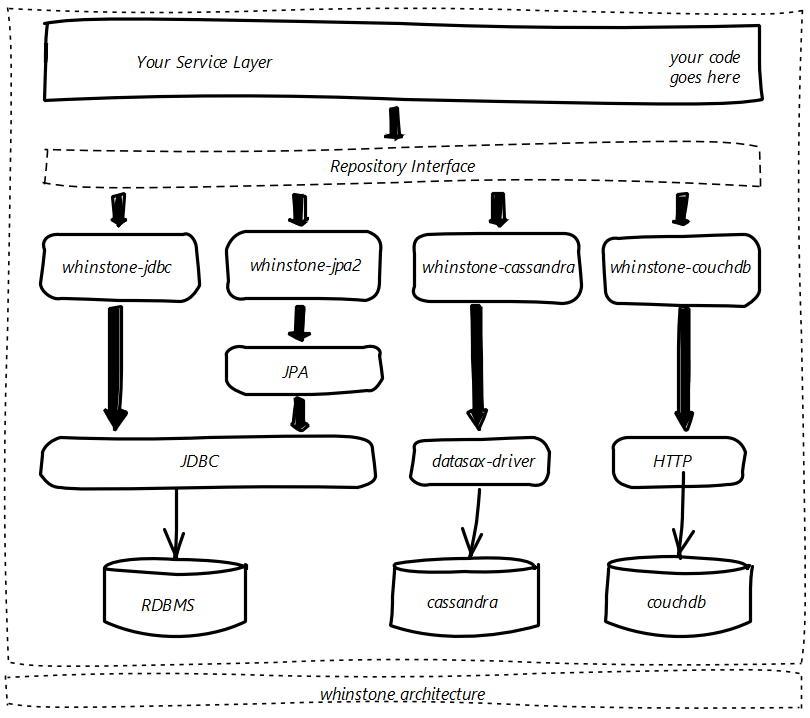 Your Service Layer
your code
goes here
Repository Interface
whinstone-jdbc
whinstone-jpa2
whinstone-cassandra
whinstone-couchdb
JPA
JDBC
datasax-driver
HTTP
RDBMS
cassandra
couchdb
whinstone architecture